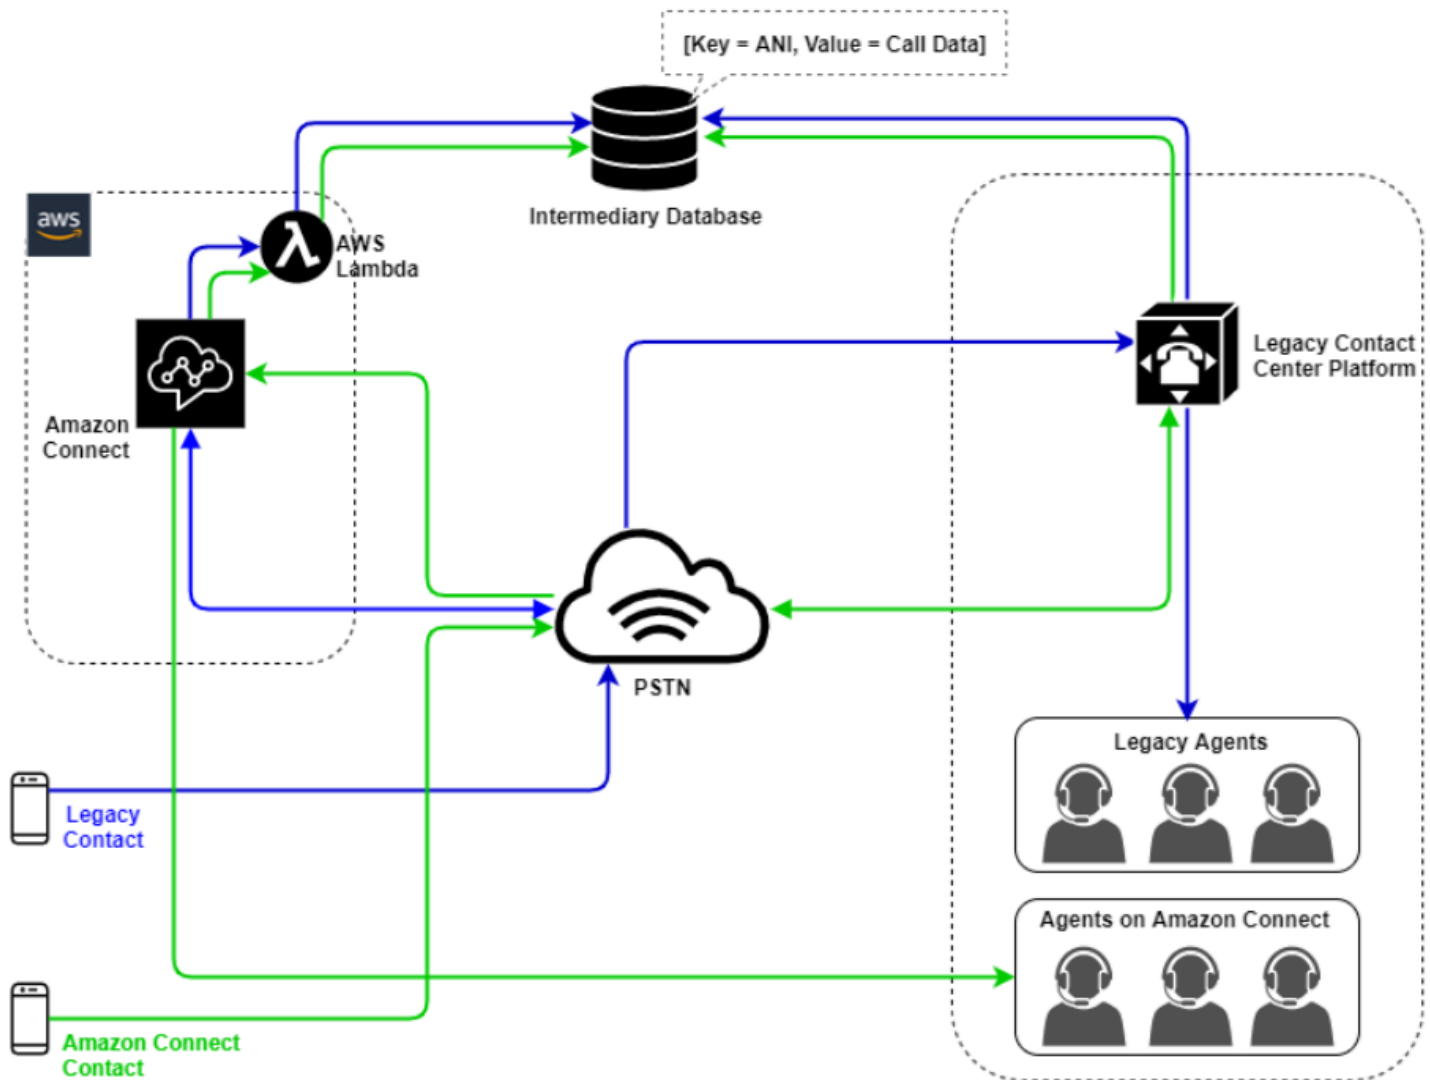 [Key = ANI, Value = Call Data]
Intermediary Database
aws
AWS
Lambda
Legacy Contact
Center Platform
Amazon
Connect
PSTN
Legacy Agents
Legacy
Contact
Agents on Amazon Connect
Amazon Connect
Contact